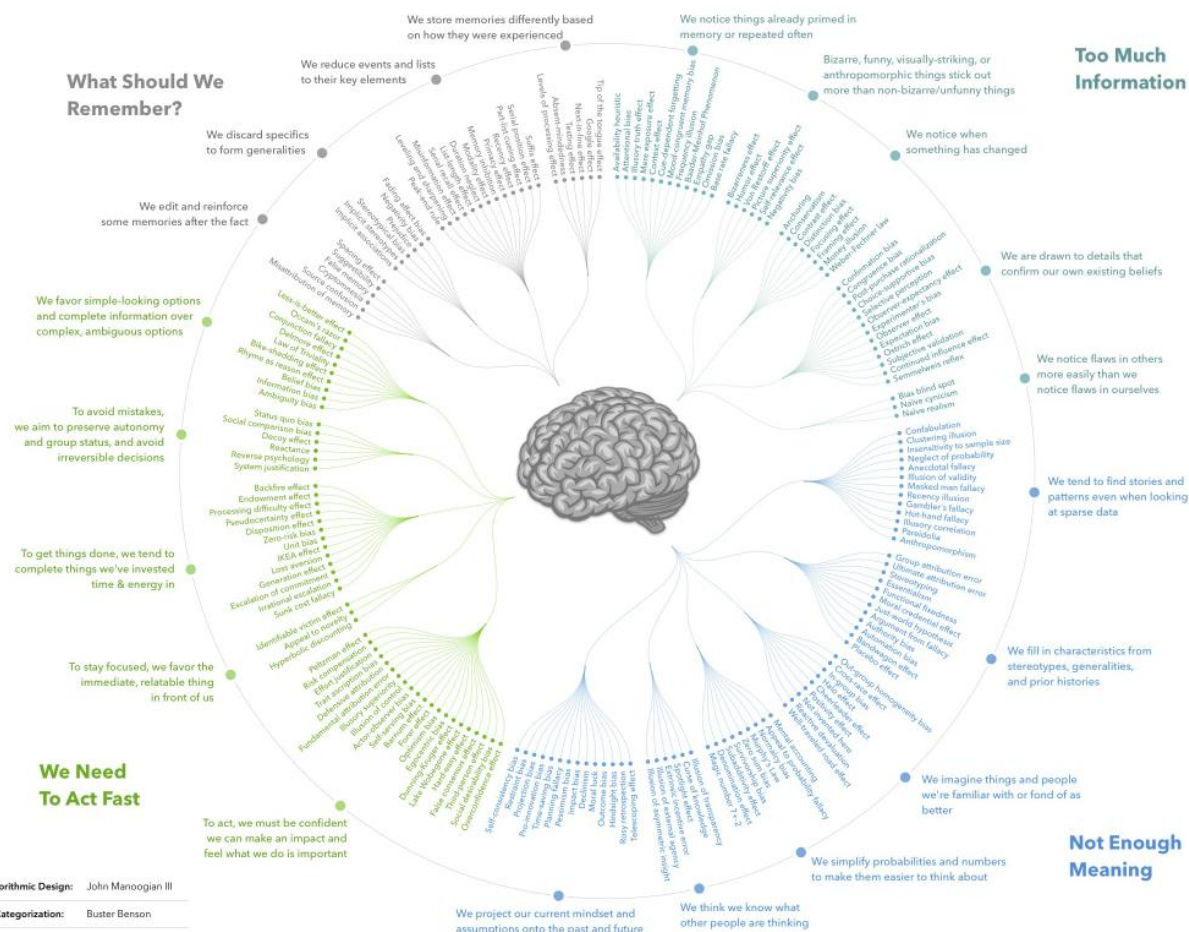 What Should We
Remember?
We store memories differently based
on how they were experienced
We reduce events and lists
to their key elements
We discard specifics
to form generalities
We edit and reinforce
some memories after the fact
Tip of the tongue effect
Google effect
Next-in-line effect
Testing effect
Absent-mindedness
Levels of processing effect
Suffix effect
Serial position effect
Part-list cueing effect
Recency effect
Primacy effect
Memory inhibition
Modality effect
Duration neglect
List-length effect
Serial recall effect
Misinformation effect
Leveling and sharpening
Peak-end rule
Fading affect bias
Negativity bias
Prejudice
Stereotypical bias
Implicit stereotypes
Implicit associations
Spacing effect
Suggestibility
False memory
Cryptomnesia
Source confusion
Misattribution of memory
Too Much
Information
We notice things already primed in
memory or repeated often
Bizarre, funny, visually-striking, or
anthropomorphic things stick out
more than non-bizarre/unfunny things
We notice when
something has changed
We are drawn to details that
confirm our own existing beliefs
We notice flaws in others
more easily than we
notice flaws in ourselves
Availability heuristic
Attentional bias
Illusory truth effect
Mere exposure effect
Context effect
Cue-dependent forgetting
Mood-congruent memory bias
Frequency illusion
Baader-Meinhof Phenomenon
Empathy gap
Omission bias
Base rate fallacy
Bizarreness effect
Humor effect
Von Restorff effect
Picture superiority effect
Self-relevance effect
Negativity bias
Anchoring
Conservatism
Contrast effect
Distinction bias
Focusing effect
Framing effect
Money illusion
Weber-Fechner law
Confirmation bias
Congruence bias
Post-purchase rationalization
Choice-supportive bias
Selective perception
Observer-expectancy effect
Experimenter's bias
Observer effect
Expectation bias
Ostrich effect
Subjective validation
Continued influence effect
Semmelweis reflex
Bias blind spot
Naïve cynicism
Naïve realism
We tend to find stories and
patterns even when looking
at sparse data
We fill in characteristics from
stereotypes, generalities,
and prior histories
We imagine things and people
we're familiar with or fond of as
better
We simplify probabilities and numbers
to make them easier to think about
We think we know what
other people are thinking
We project our current mindset and
assumptions onto the past and future
Not Enough
Meaning
Confabulation
Clustering illusion
Insensitivity to sample size
Neglect of probability
Anecdotal fallacy
Illusion of validity
Masked man fallacy
Recency illusion
Gambler's fallacy
Hot-hand fallacy
Illusory correlation
Pareidolia
Anthropomorphism
Group attribution error
Ultimate attribution error
Stereotyping
Essentialism
Functional fixedness
Moral credential effect
Just-world hypothesis
Argument from fallacy
Authority bias
Automation bias
Bandwagon effect
Placebo effect
Out-group homogeneity bias
Cross-race effect
In-group bias
Halo effect
Cheerleader effect
Positivity effect
Not invented here
Reactive devaluation
Well-traveled road effect
Mental accounting
Appeal to probability fallacy
Normalcy bias
Murphy's Law
Zero sum bias
Survivorship bias
Subadditivity effect
Denomination effect
Magic number 7+-2
Illusion of transparency
Curse of knowledge
Spotlight effect
Extrinsic incentive error
Illusion of external agency
Illusion of asymmetric insight
Telescoping effect
Rosy retrospection
Hindsight bias
Outcome bias
Moral luck
Declinism
Impact bias
Pessimism bias
Planning fallacy
Time-saving bias
Pro-innovation bias
Projection bias
Restraint bias
Self-consistency bias
We favor simple-looking options
and complete information over
complex, ambiguous options
To avoid mistakes,
we aim to preserve autonomy
and group status, and avoid
irreversible decisions
To get things done, we tend to
complete things we've invested
time & energy in
To stay focused, we favor the
immediate, relatable thing
in front of us
We Need
To Act Fast
To act, we must be confident
we can make an impact and
feel what we do is important
Less-is-better effect
Occam's razor
Conjunction fallacy
Delmore effect
Law of Triviality
Bike-shedding effect
Rhyme as reason effect
Belief bias
Information bias
Ambiguity bias
Status quo bias
Social comparison bias
Decoy effect
Reactance
Reverse psychology
System justification
Backfire effect
Endowment effect
Processing difficulty effect
Pseudocertainty effect
Disposition effect
Zero-risk bias
Unit bias
IKEA effect
Loss aversion
Generation effect
Escalation of commitment
Irrational escalation
Sunk cost fallacy
Identifiable victim effect
Appeal to novelty
Hyperbolic discounting
Peltzman effect
Risk compensation
Effort justification
Trait ascription bias
Defensive attribution
Fundamental attribution error
Illusory superiority
Illusion of control
Actor-observer bias
Self-serving bias
Barnum effect
Forer effect
Optimism bias
Egocentric bias
Dunning-Kruger effect
Lake Wobegone effect
Hard-easy effect
False consensus effect
Third-person effect
Social desirability bias
Overconfidence effect
orithmic Design: John Manoogian III
ategorization: Buster Benson